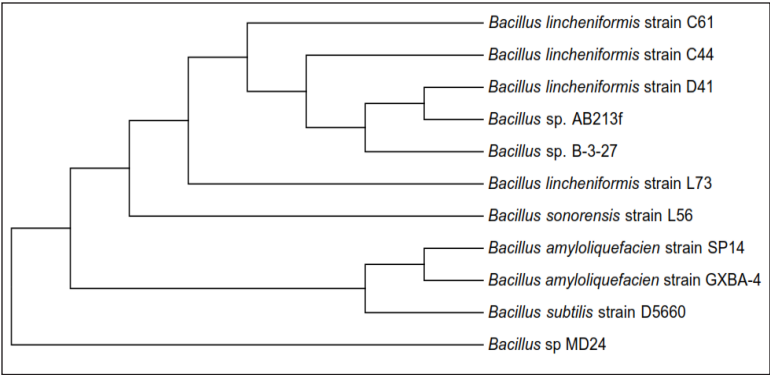 Bacillus lincheniformis strain C61
Bacillus lincheniformis strain C44
Bacillus lincheniformis strain D41
Bacillus sp. AB213f
Bacillus sp. B-3-27
Bacillus lincheniformis strain L73
Bacillus sonorensis strain L56
Bacillus amyloliquefacien strain SP14
Bacillus amyloliquefacien strain GXBA-4
Bacillus subtilis strain D5660
Bacillus sp MD24